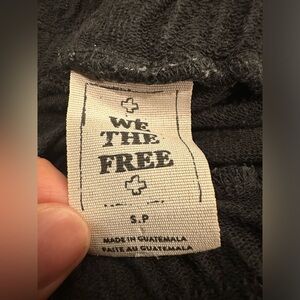 WE
THE
FREE
S.P
MADE IN GUATEMALA
FAITE AU GUATEMALA